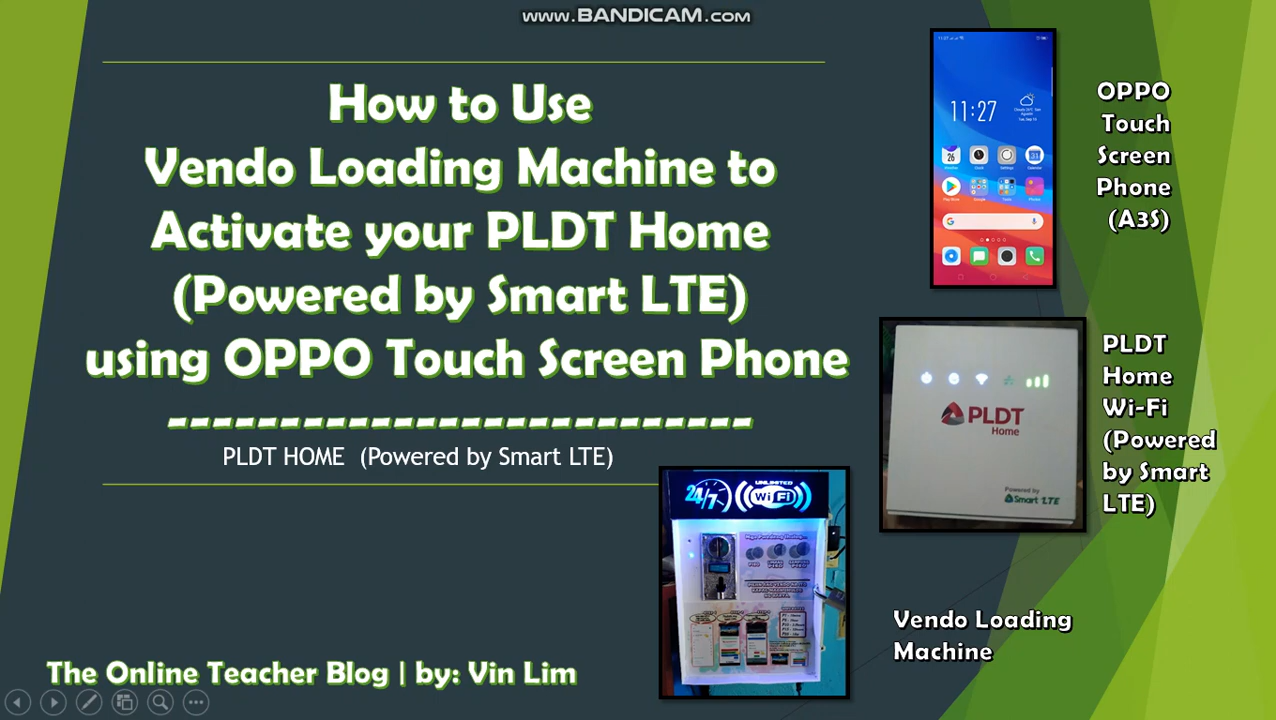 www.BANDICAM.com
How to Use
Vendo Loading Machine to
Activate your PLDT Home
(Powered by Smart LTE)
using OPPO Touch Screen Phone
---------------------------
PLDT HOME (Powered by Smart LTE)
The Online Teacher Blog | by: Vin Lim
11:27
OPPO
Touch
Screen
Phone
(A3S)
PLDT
Home
Powered by
Smart LTE
PLDT
Home
Wi-Fi
(Powered
by Smart
LTE)
24/7
UNLIMITED
WiFi
Vendo Loading
Machine